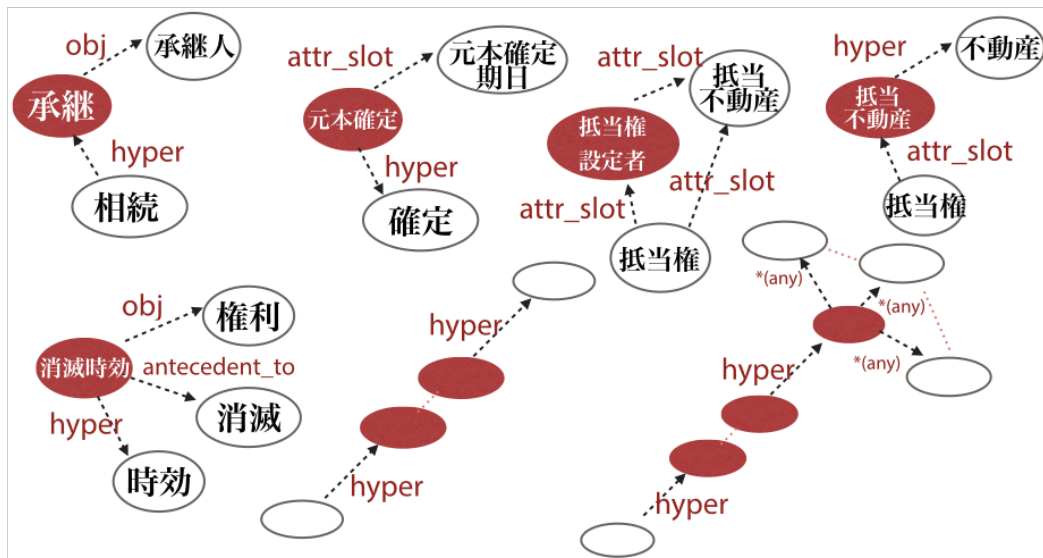 obj
承継人
承継
hyper
相続
attr_slot
元本確定
期日
元本確定
hyper
確定
attr_slot
抵当
不動産
抵当権
設定者
attr_slot
attr_slot
抵当権
hyper
不動産
抵当
不動産
attr_slot
抵当権
obj
権利
消滅時効
antecedent_to
消滅
hyper
時効
hyper
hyper
*(any)
*(any)
*(any)
hyper
hyper